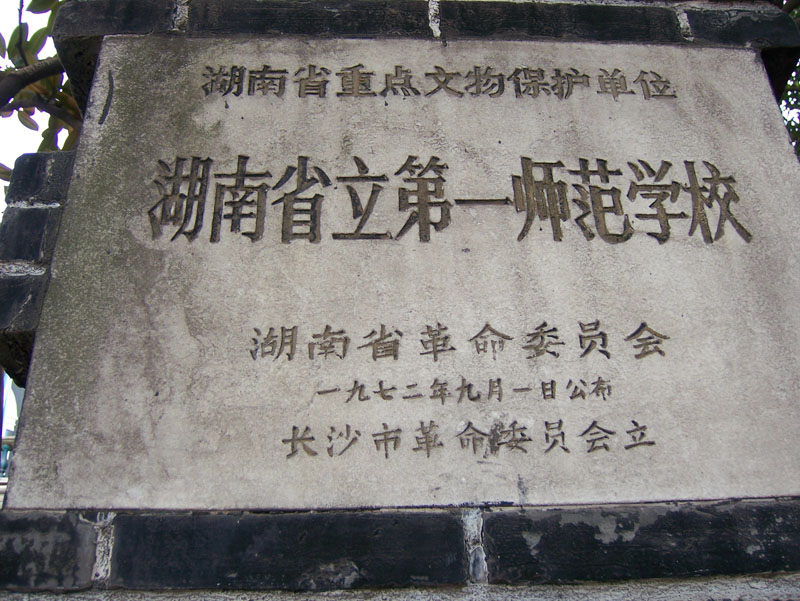 湖南省重点文物保护单位
湖南省立第一师范学校
湖南省革命委员会
一九七二年九月一日公布
长沙市革命委员会立